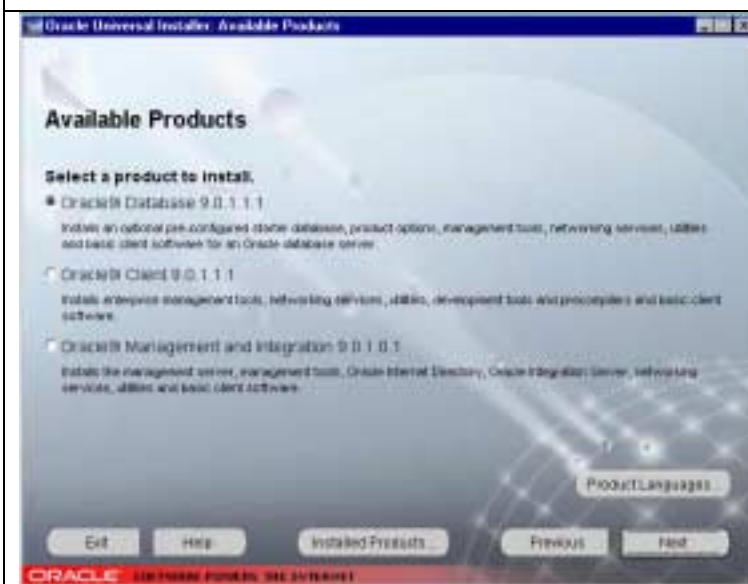 Oracle Universal Installer: Available Products
Available Products
Select a product to install.
Oracle9i Database 9.0.1.1.1
Installs an optional pre-configured starter database, product options, management tools, networking services, utilities
and basic client software for an Oracle database server.
Oracle9i Client 9.0.1.1.1
Installs enterprise management tools, networking services, utilities, development tools and precompilers and basic client
software.
Oracle9i Management and Integration 9.0.1.0.1
Installs the management server, management tools, Oracle Internet Directory, Oracle Integration Server, networking
services, utilities and basic client software.
Product Languages...
Exit
Help
Installed Products...
Previous
Next
ORACLE SOFTWARE POWERS THE INTERNET